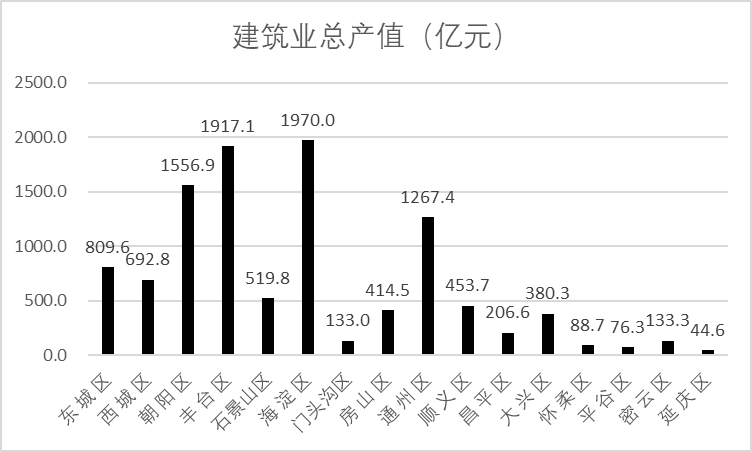 建筑业总产值（亿元）
2500.0
2000.0
1500.0
1000.0
500.0
0.0
809.6
692.8
1556.9
1917.1
519.8
1970.0
133.0
414.5
1267.4
453.7
206.6
380.3
88.7
76.3
133.3
44.6
东城区
西城区
朝阳区
丰台区
石景山区
海淀区
门头沟区
房山区
通州区
顺义区
昌平区
大兴区
怀柔区
平谷区
密云区
延庆区